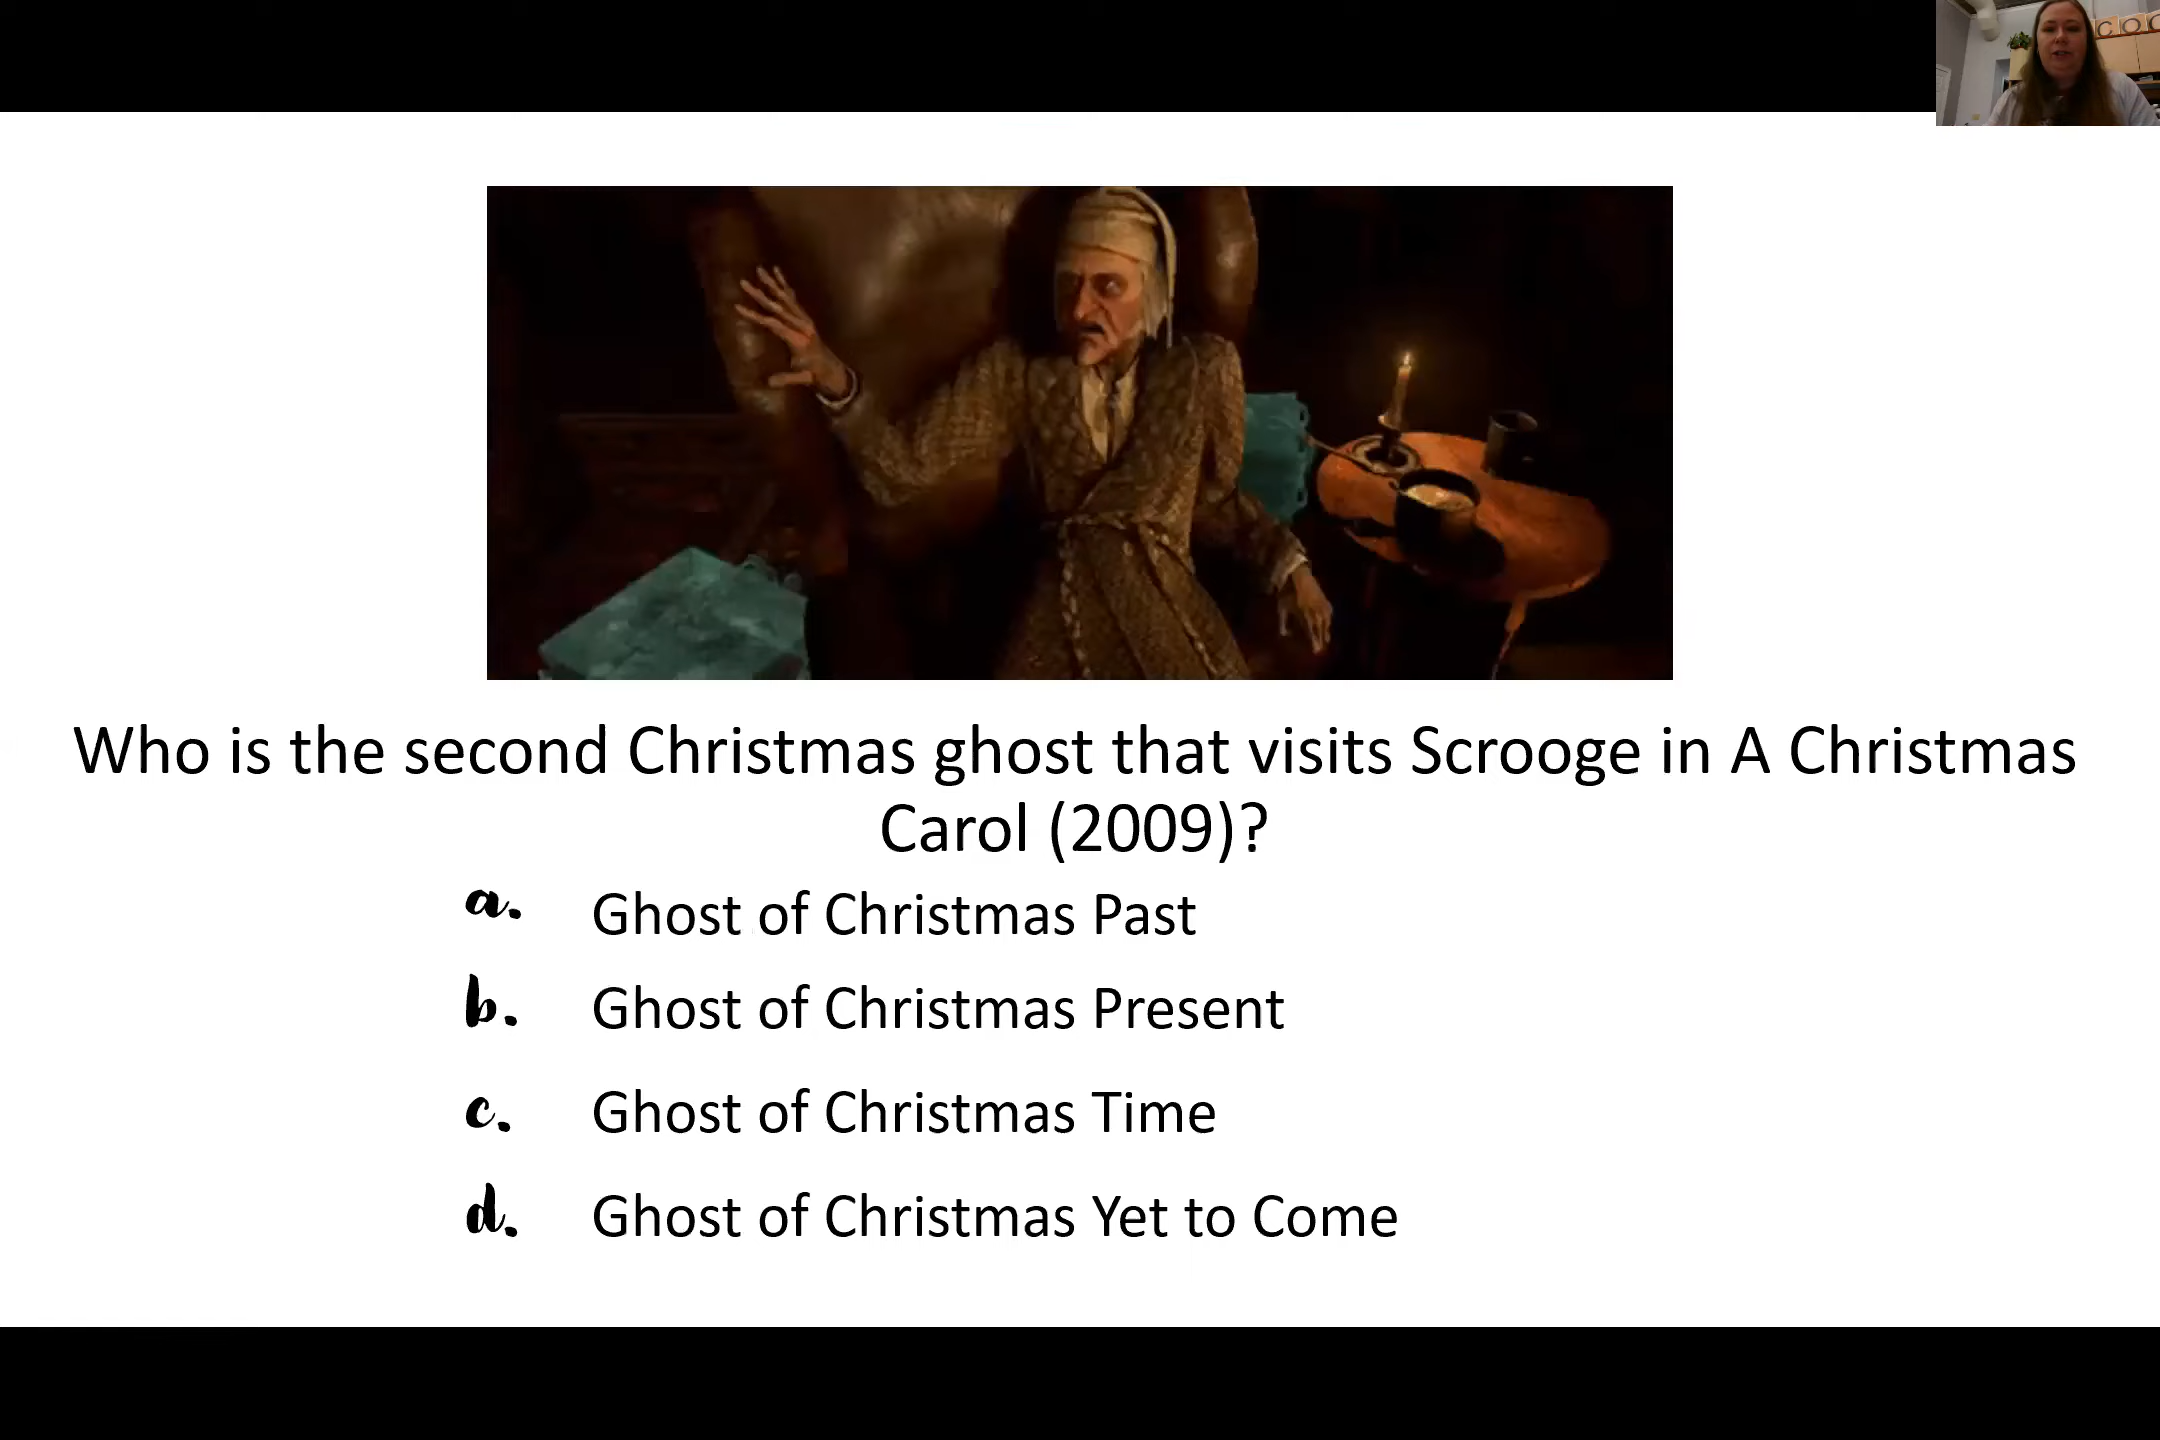 COO
Who is the second Christmas ghost that visits Scrooge in A Christmas
Carol (2009)?
a. Ghost of Christmas Past
b. Ghost of Christmas Present
c. Ghost of Christmas Time
d. Ghost of Christmas Yet to Come